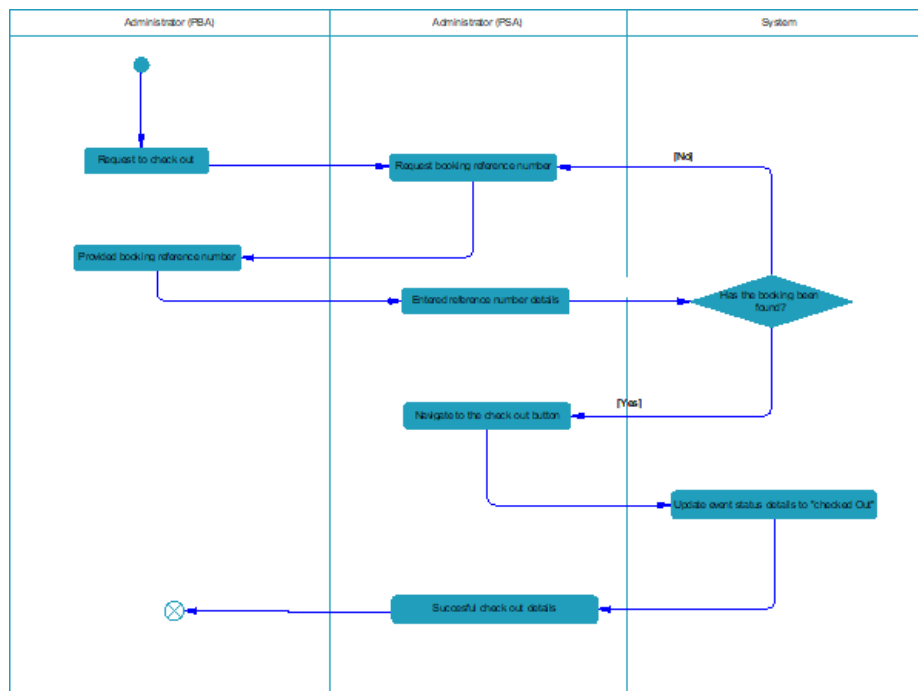 Administrator (PBA)
Administrator (PSA)
System
Request to check out
Request booking reference number
[No]
Provided booking reference number
Entered reference number details
Has the booking been
found?
Navigate to the check out button
[Yes]
Update event status details to "checked Out"
Succesful check out details